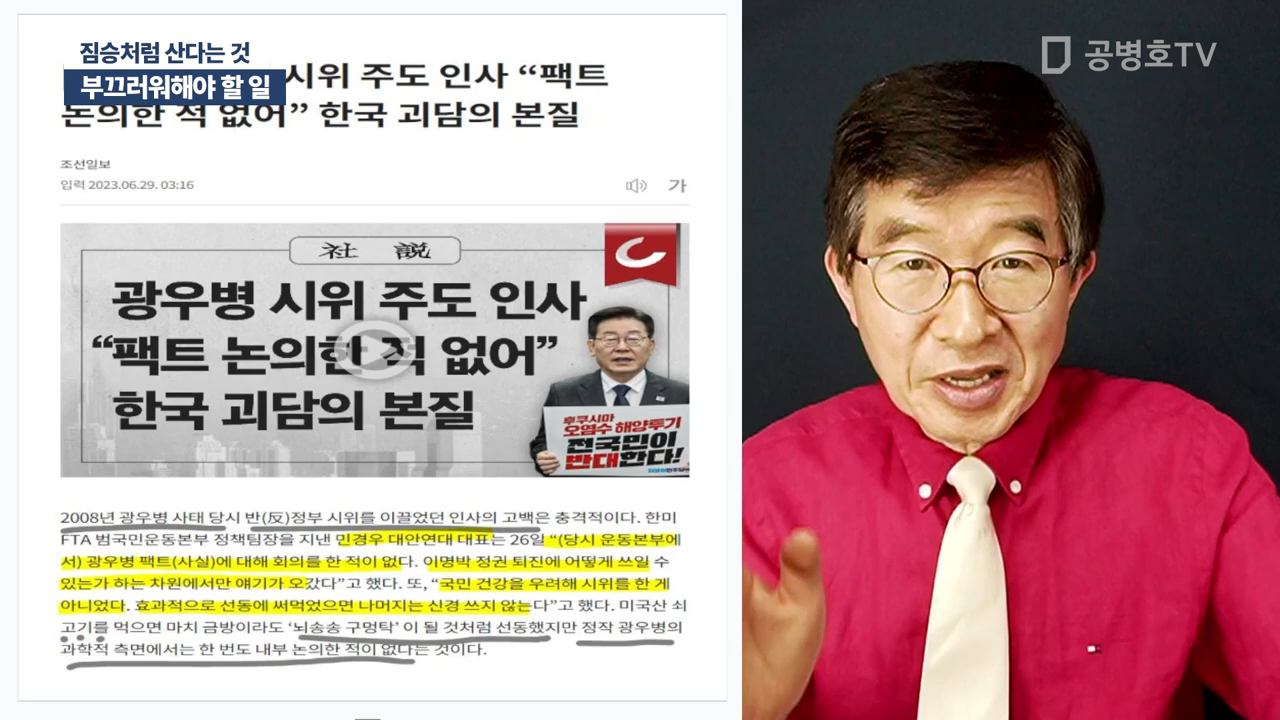 짐승처럼 산다는 것
부끄러워해야 할 일
시위 주도 인사 “팩트
논의한 적 없어” 한국 괴담의 본질
조선일보
입력 2023.06.29. 03:16
가
社 説
광우병 시위 주도 인사
“팩트 논의한 적 없어”
한국 괴담의 본질
후쿠시마
오염수 해양투기
전국민이
반대한다!
더불어민주당
2008년 광우병 사태 당시 반(反)정부 시위를 이끌었던 인사의 고백은 충격적이다. 한미
FTA 범국민운동본부 정책팀장을 지낸 민경우 대안연대 대표는 26일 “(당시 운동본부에
서) 광우병 팩트(사실)에 대해 회의를 한 적이 없다. 이명박 정권 퇴진에 어떻게 쓰일 수
있는가 하는 차원에서만 얘기가 오갔다”고 했다. 또, “국민 건강을 우려해 시위를 한 게
아니었다. 효과적으로 선동에 써먹었으면 나머지는 신경 쓰지 않는다”고 했다. 미국산 쇠
고기를 먹으면 마치 금방이라도 ‘뇌송송 구멍탁’ 이 될 것처럼 선동했지만 정작 광우병의
과학적 측면에서는 한 번도 내부 논의한 적이 없다는 것이다.
공병호TV